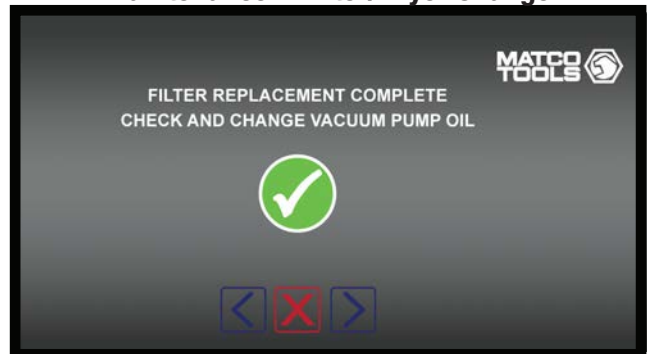 MATCO
TOOLS
FILTER REPLACEMENT COMPLETE
CHECK AND CHANGE VACUUM PUMP OIL